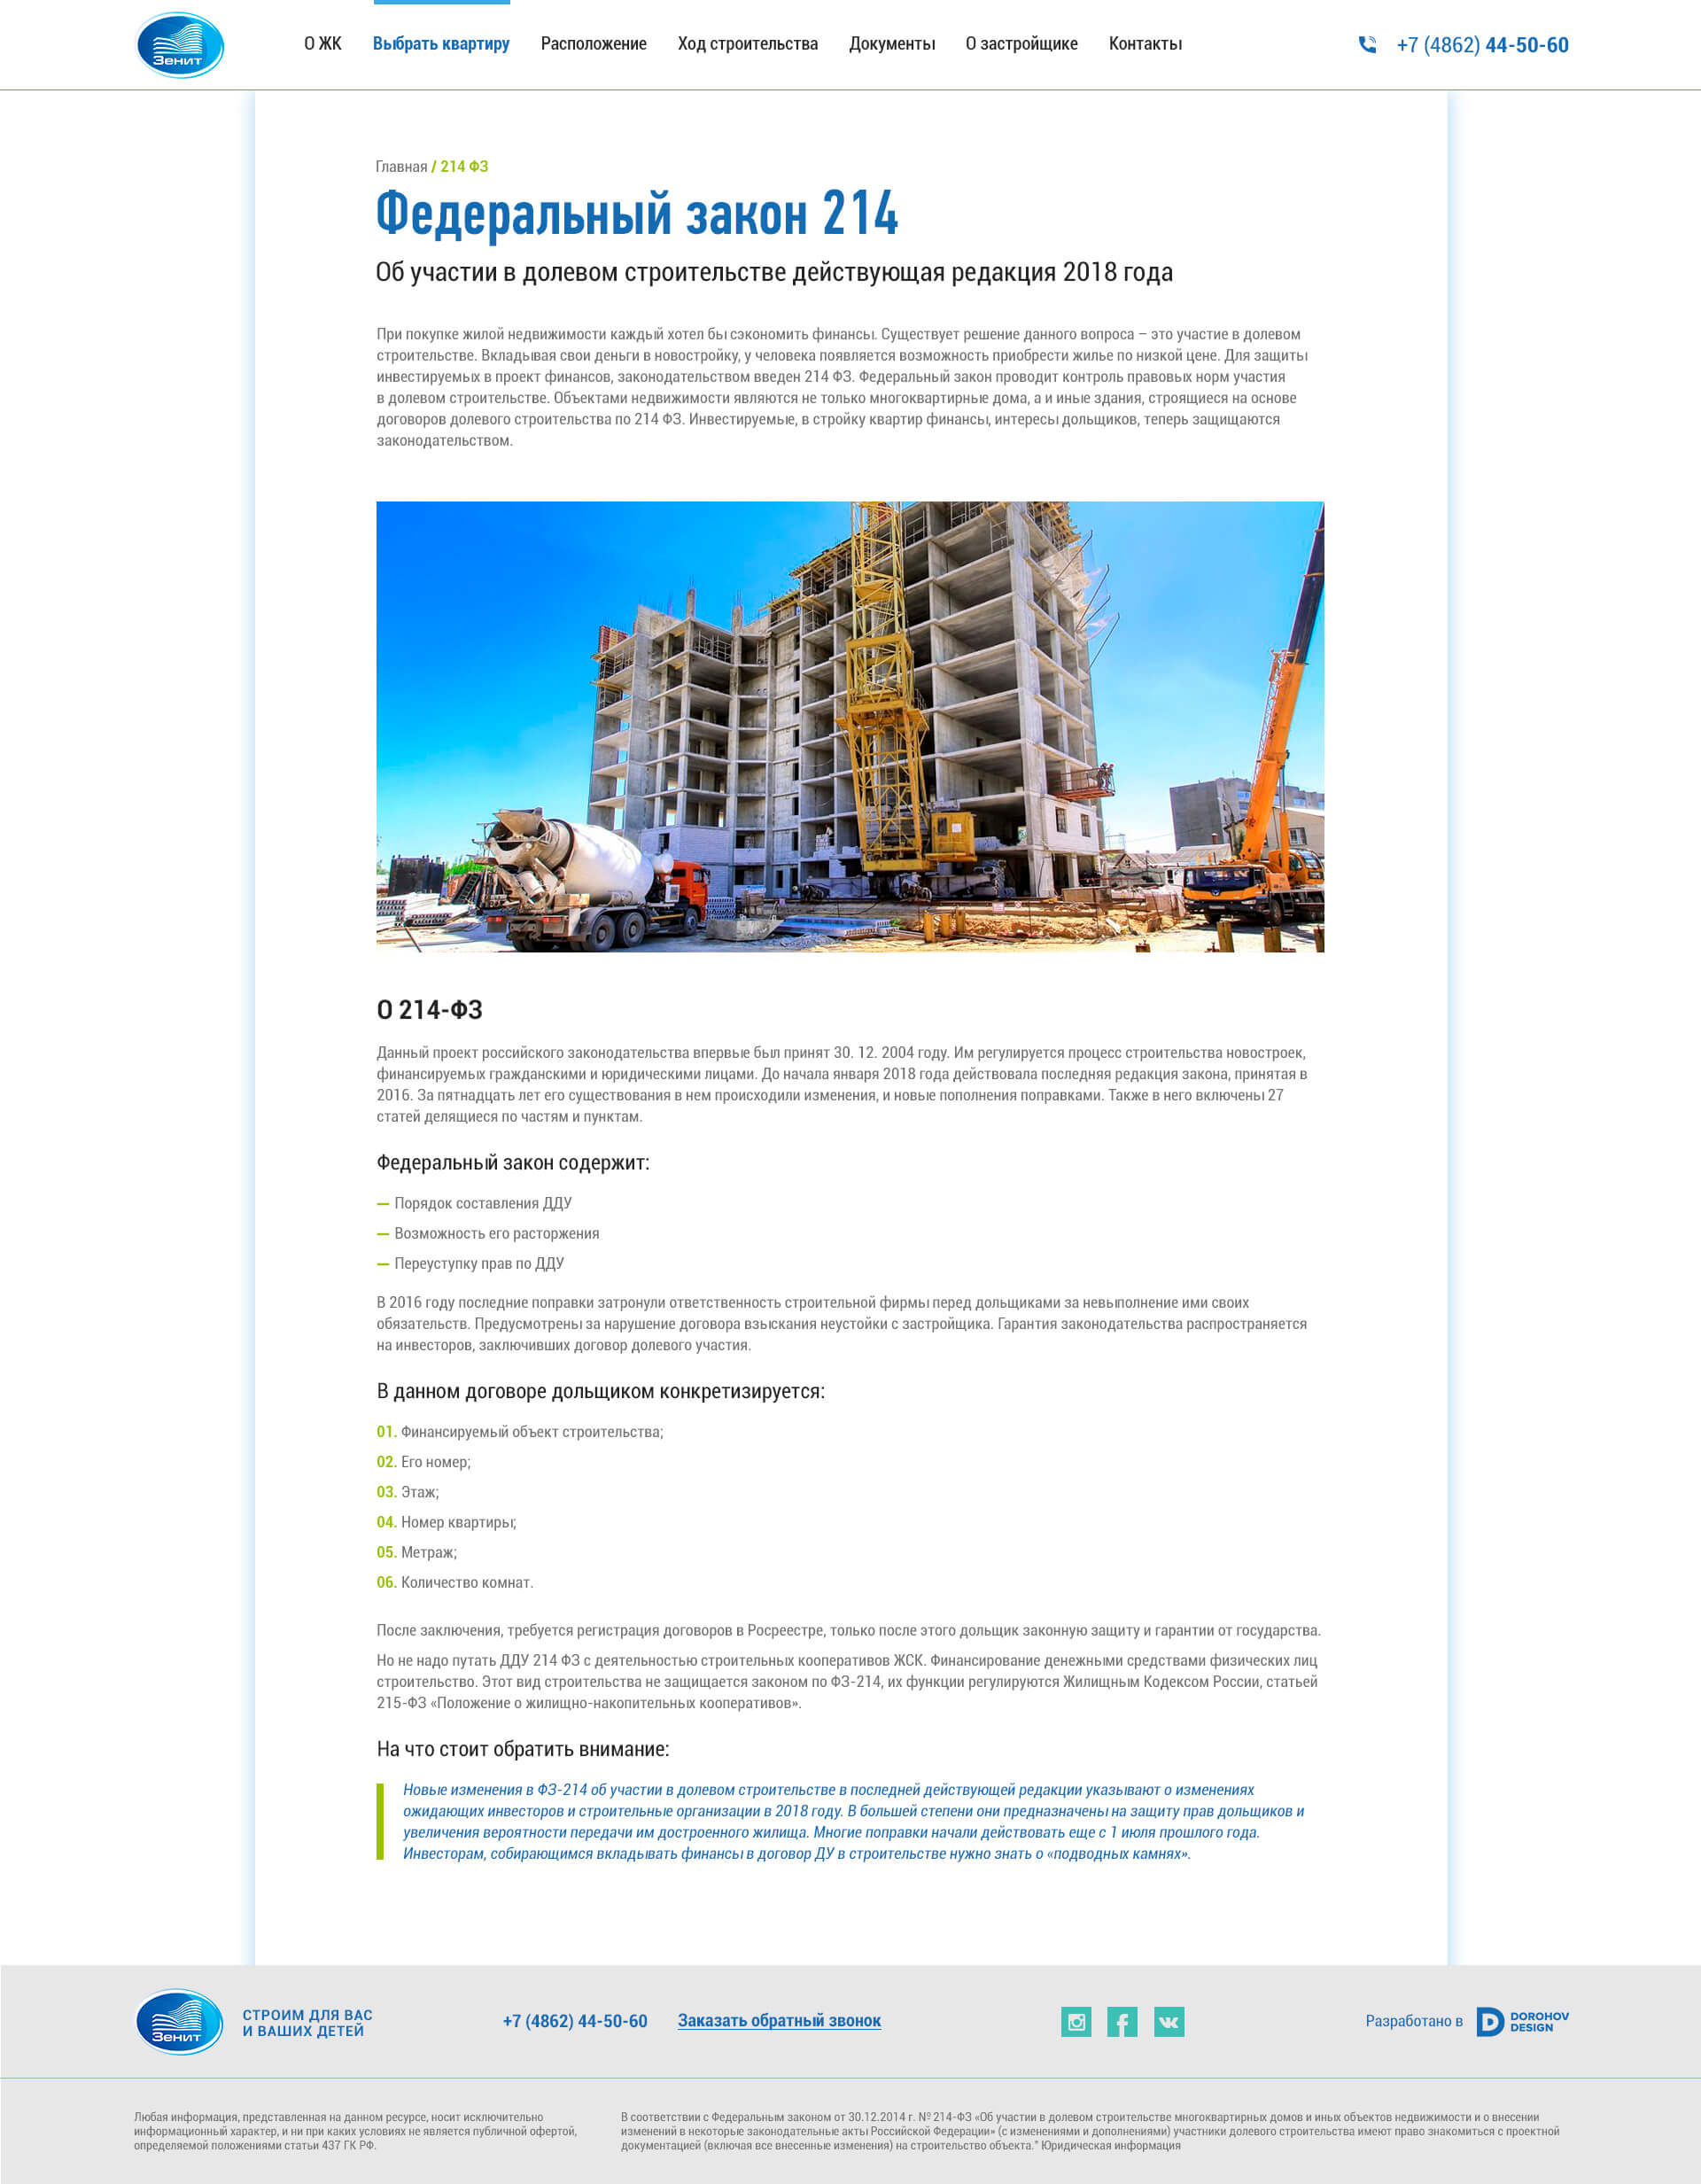 Зенит
О ЖК
Выбрать квартиру
Расположение
Ход строительства
Документы
О застройщике
Контакты
+7 (4862) 44-50-60
Главная / 214 ФЗ
Федеральный закон 214
Об участии в долевом строительстве действующая редакция 2018 года
При покупке жилой недвижимости каждый хотел бы сэкономить финансы. Существует решение данного вопроса – это участие в долевом
строительстве. Вкладывая свои деньги в новостройку, у человека появляется возможность приобрести жилье по низкой цене. Для защиты
инвестируемых в проект финансов, законодательством введен 214 ФЗ. Федеральный закон проводит контроль правовых норм участия
в долевом строительстве. Объектами недвижимости являются не только многоквартирные дома, а и иные здания, строящиеся на основе
договоров долевого строительства по 214 ФЗ. Инвестируемые, в стройку квартир финансы, интересы дольщиков, теперь защищаются
законодательством.
О 214-ФЗ
Данный проект российского законодательства впервые был принят 30. 12. 2004 году. Им регулируется процесс строительства новостроек,
финансируемых гражданскими и юридическими лицами. До начала января 2018 года действовала последняя редакция закона, принятая в
2016. За пятнадцать лет его существования в нем происходили изменения, и новые пополнения поправками. Также в него включены 27
статей делящиеся по частям и пунктам.
Федеральный закон содержит:
— Порядок составления ДДУ
— Возможность его расторжения
— Переуступку прав по ДДУ
В 2016 году последние поправки затронули ответственность строительной фирмы перед дольщиками за невыполнение ими своих
обязательств. Предусмотрены за нарушение договора взыскания неустойки с застройщика. Гарантия законодательства распространяется
на инвесторов, заключивших договор долевого участия.
В данном договоре дольщиком конкретизируется:
01. Финансируемый объект строительства;
02. Его номер;
03. Этаж;
04. Номер квартиры;
05. Метраж;
06. Количество комнат.
После заключения, требуется регистрация договоров в Росреестре, только после этого дольщик законную защиту и гарантии от государства.
Но не надо путать ДДУ 214 ФЗ с деятельностью строительных кооперативов ЖСК. Финансирование денежными средствами физических лиц
строительство. Этот вид строительства не защищается законом по ФЗ-214, их функции регулируются Жилищным Кодексом России, статьей
215-ФЗ «Положение о жилищно-накопительных кооперативов».
На что стоит обратить внимание:
Новые изменения в ФЗ-214 об участии в долевом строительстве в последней действующей редакции указывают о изменениях
ожидающих инвесторов и строительные организации в 2018 году. В большей степени они предназначены на защиту прав дольщиков и
увеличения вероятности передачи им достроенного жилища. Многие поправки начали действовать еще с 1 июля прошлого года.
Инвесторам, собирающимся вкладывать финансы в договор ДУ в строительстве нужно знать о «подводных камнях».
Зенит
СТРОИМ ДЛЯ ВАС
И ВАШИХ ДЕТЕЙ
+7 (4862) 44-50-60
Заказать обратный звонок
Разработано в
DOROHOV
DESIGN
Любая информация, представленная на данном ресурсе, носит исключительно
информационный характер, и ни при каких условиях не является публичной офертой,
определяемой положениями статьи 437 ГК РФ.
В соответствии с Федеральным законом от 30.12.2014 г. № 214-ФЗ «Об участии в долевом строительстве многоквартирных домов и иных объектов недвижимости и о внесении
изменений в некоторые законодательные акты Российской Федерации» (с изменениями и дополнениями) участники долевого строительства имеют право знакомиться с проектной
документацией (включая все внесенные изменения) на строительство объекта." Юридическая информация